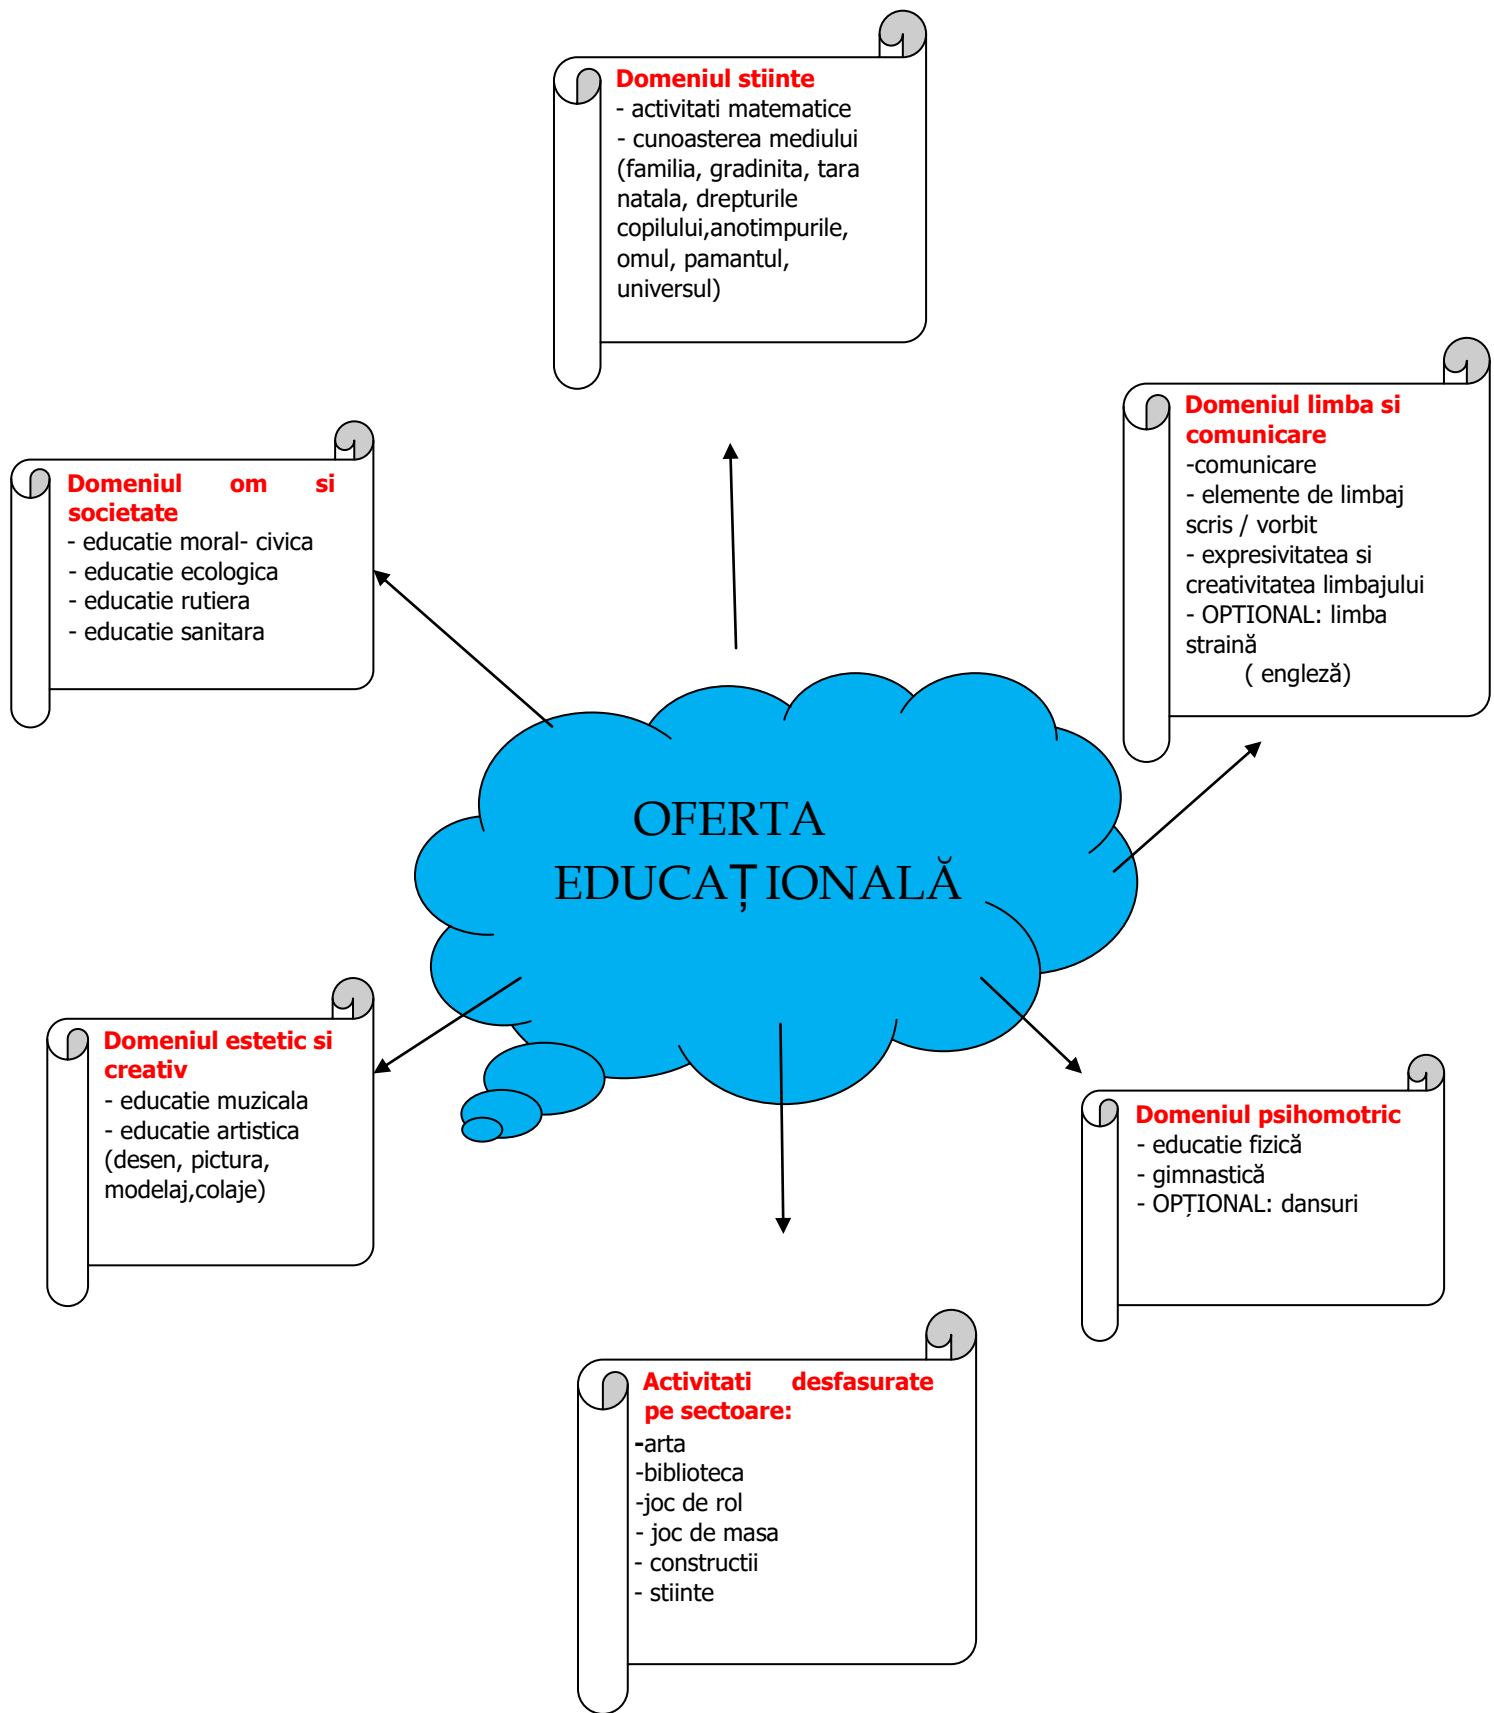 Domeniul stiinte
- activitati matematice
- cunoasterea mediului
(familia, gradinita, tara
natala, drepturile
copilului,anotimpurile,
omul, pamantul,
universul)
Domeniul limba si
comunicare
-comunicare
- elemente de limbaj
scris / vorbit
- expresivitatea si
creativitatea limbajului
- OPTIONAL: limba
straină
( engleză)
Domeniul om si
societate
- educatie moral- civica
- educatie ecologica
- educatie rutiera
- educatie sanitara
OFERTA
EDUCAȚIONALĂ
Domeniul estetic si
creativ
- educatie muzicala
- educatie artistica
(desen, pictura,
modelaj,colaje)
Domeniul psihomotric
- educatie fizică
- gimnastică
- OPȚIONAL: dansuri
Activitati desfasurate
pe sectoare:
-arta
-biblioteca
-joc de rol
- joc de masa
- constructii
- stiinte